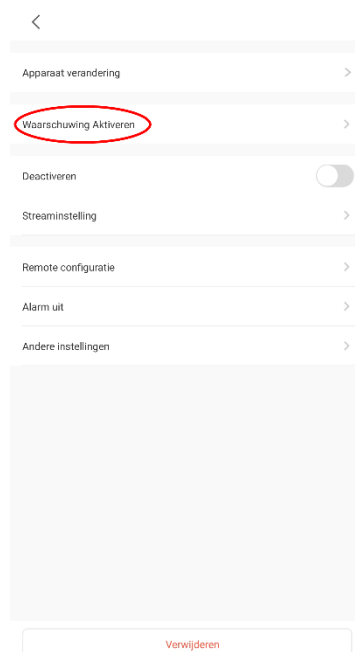 Apparaat verandering
Waarschuwing Aktiveren
Deactiveren
Streaminstelling
Remote configuratie
Alarm uit
Andere instellingen
Verwijderen